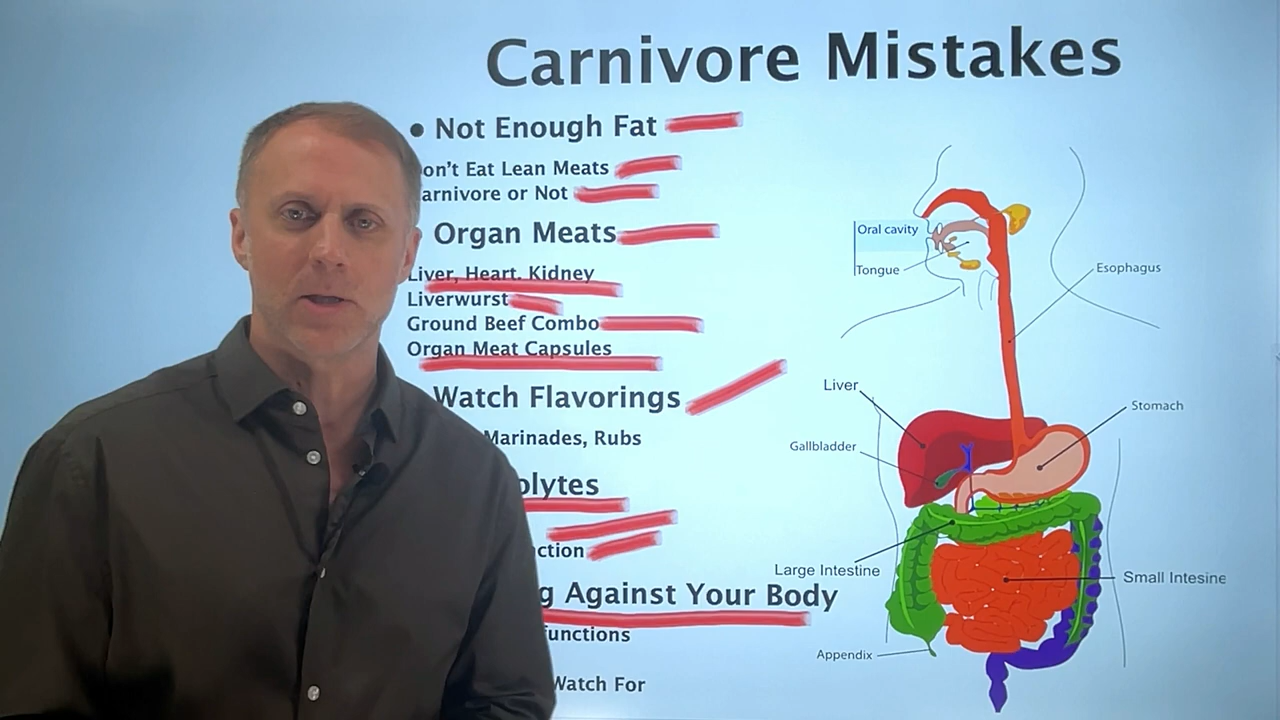 Carnivore Mistakes
● Not Enough Fat
on't Eat Lean Meats
arnivore or Not
Organ Meats
Liver, Heart. Kidney
Liverwurst
Ground Beef Combo
Organ Meat Capsules
Watch Flavorings
Marinades, Rubs
olytes
ction
g Against Your Body
unctions
Watch For
Oral cavity
Tongue
Esophagus
Liver
Stomach
Gallbladder
Large Intestine
Small Intesine
Appendix